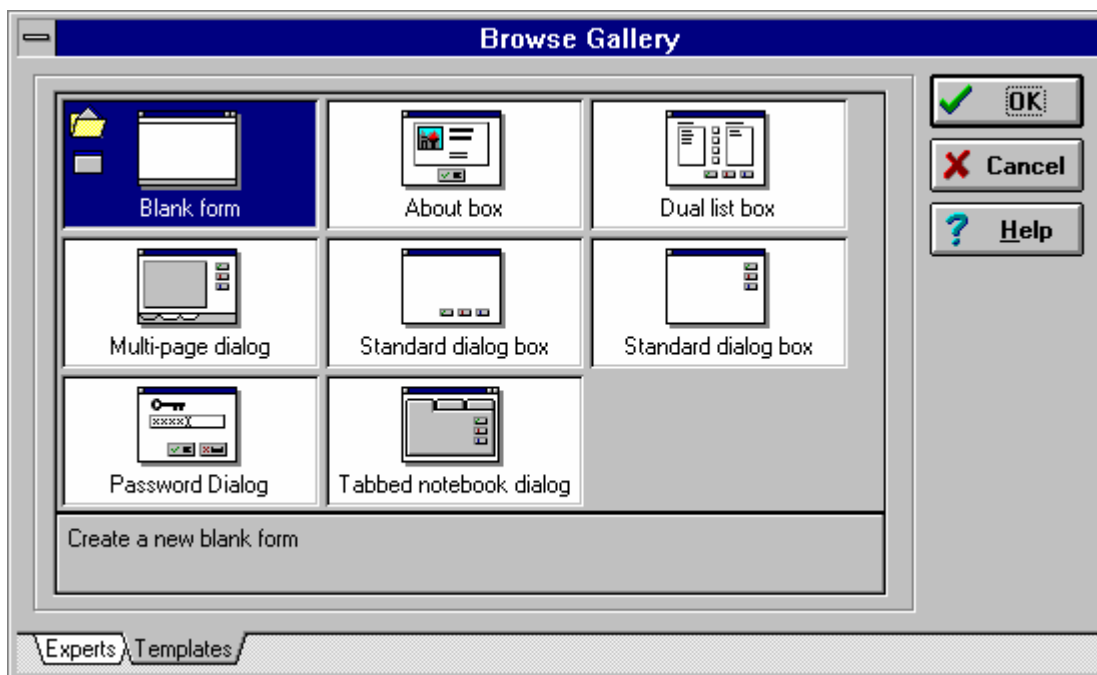 Browse Gallery
Blank form
About box
Dual list box
OK
Cancel
Help
Multi-page dialog
Standard dialog box
Standard dialog box
xxxxX
Password Dialog
Tabbed notebook dialog
Create a new blank form
Experts
Templates